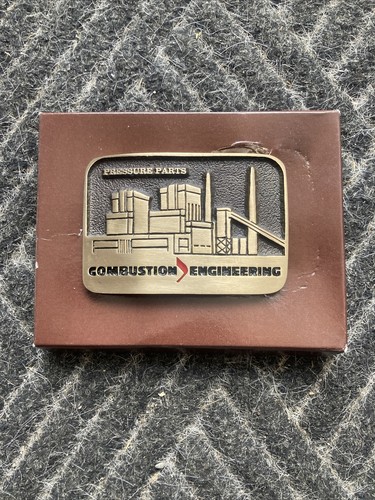 PRESSURE PARTS
COMBUSTION ENGINEERING